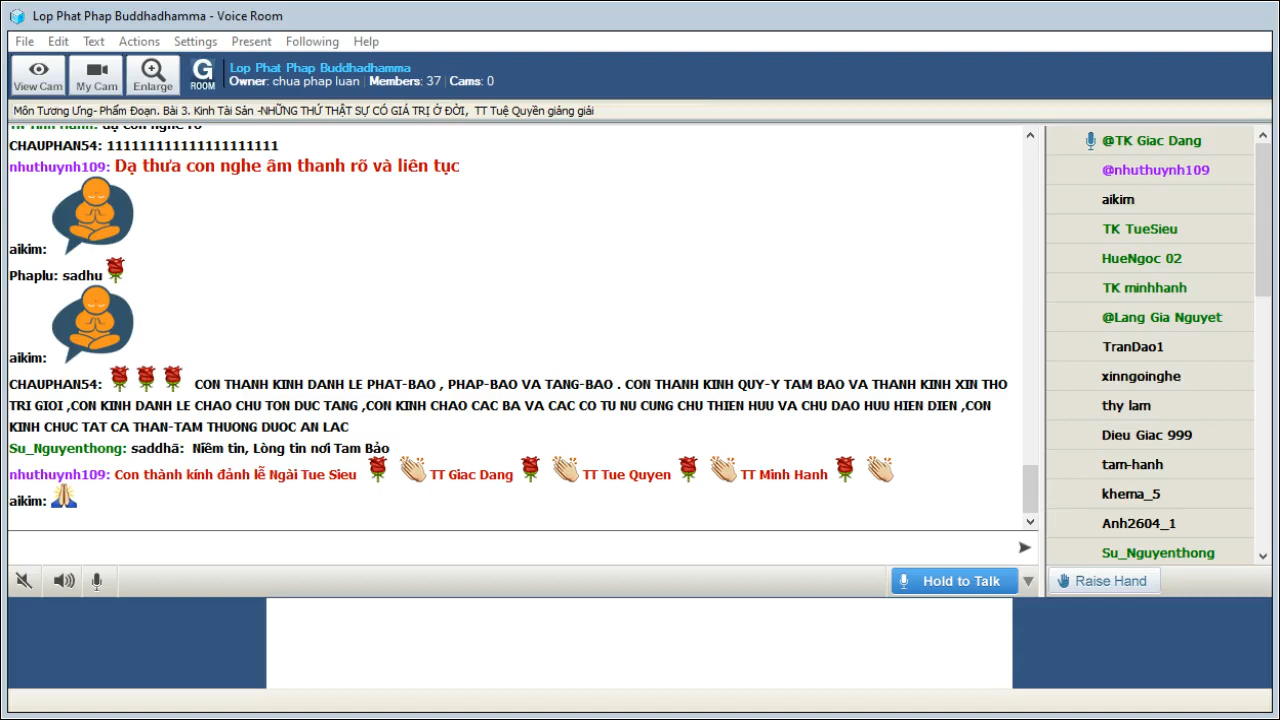 Lop Phat Phap Buddhadhamma - Voice Room
File Edit Text Actions Settings Present Following Help
View Cam My Cam Enlarge G ROOM
Lop Phat Phap Buddhadhamma
Owner: chua phap luan Members: 37 Cams: 0
Môn Tương Ưng- Phẩm Đoạn. Bài 3. Kinh Tài Sản -NHỮNG THỨ THẬT SỰ CÓ GIÁ TRỊ Ở ĐỜI, TT Tuệ Quyền giảng giải
CHAUPHAN54: 111111111111111111111
nhuthuynh109: Dạ thưa con nghe âm thanh rõ và liên tục
aikim:
Phaplu: sadhu
aikim:
CHAUPHAN54: CON THANH KINH DANH LE PHAT-BAO , PHAP-BAO VA TANG-BAO . CON THANH KINH QUY-Y TAM BAO VA THANH KINH XIN THO
TRI GIOI ,CON KINH DANH LE CHAO CHU TON DUC TANG ,CON KINH CHAO CAC BA VA CAC CO TU NU CUNG CHU THIEN HUU VA CHU DAO HUU HIEN DIEN ,CON
KINH CHUC TAT CA THAN-TAM THUONG DUOC AN LAC
Su_Nguyenthong: saddhā: Niềm tin, Lòng tin nơi Tam Bảo
nhuthuynh109: Con thành kính đảnh lễ Ngài Tue Sieu TT Giac Dang TT Tue Quyen TT Minh Hanh
aikim:
Hold to Talk
@TK Giac Dang
@nhuthuynh109
aikim
TK TueSieu
HueNgoc 02
TK minhhanh
@Lang Gia Nguyet
TranDao1
xinngoinghe
thy lam
Dieu Giac 999
tam-hanh
khema_5
Anh2604_1
Su_Nguyenthong
Raise Hand